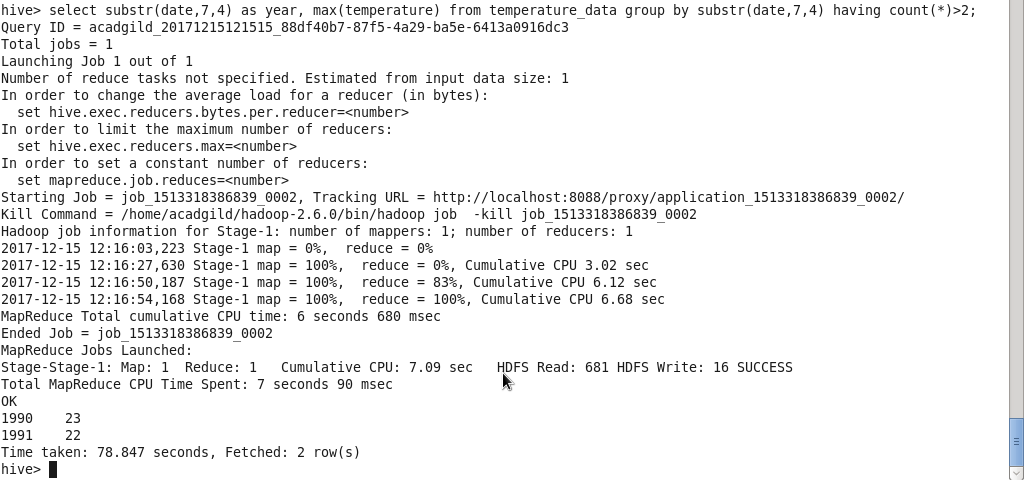 hive> select substr(date,7,4) as year, max(temperature) from temperature_data group by substr(date,7,4) having count(*)>2;
Query ID = acadgild_20171215121515_88df40b7-87f5-4a29-ba5e-6413a0916dc3
Total jobs = 1
Launching Job 1 out of 1
Number of reduce tasks not specified. Estimated from input data size: 1
In order to change the average load for a reducer (in bytes):
  set hive.exec.reducers.bytes.per.reducer=<number>
In order to limit the maximum number of reducers:
  set hive.exec.reducers.max=<number>
In order to set a constant number of reducers:
  set mapreduce.job.reduces=<number>
Starting Job = job_1513318386839_0002, Tracking URL = http://localhost:8088/proxy/application_1513318386839_0002/
Kill Command = /home/acadgild/hadoop-2.6.0/bin/hadoop job  -kill job_1513318386839_0002
Hadoop job information for Stage-1: number of mappers: 1; number of reducers: 1
2017-12-15 12:16:03,223 Stage-1 map = 0%,  reduce = 0%
2017-12-15 12:16:27,630 Stage-1 map = 100%,  reduce = 0%, Cumulative CPU 3.02 sec
2017-12-15 12:16:50,187 Stage-1 map = 100%,  reduce = 83%, Cumulative CPU 6.12 sec
2017-12-15 12:16:54,168 Stage-1 map = 100%,  reduce = 100%, Cumulative CPU 6.68 sec
MapReduce Total cumulative CPU time: 6 seconds 680 msec
Ended Job = job_1513318386839_0002
MapReduce Jobs Launched:
Stage-Stage-1: Map: 1  Reduce: 1   Cumulative CPU: 7.09 sec   HDFS Read: 681 HDFS Write: 16 SUCCESS
Total MapReduce CPU Time Spent: 7 seconds 90 msec
OK
1990    23
1991    22
Time taken: 78.847 seconds, Fetched: 2 row(s)
hive>